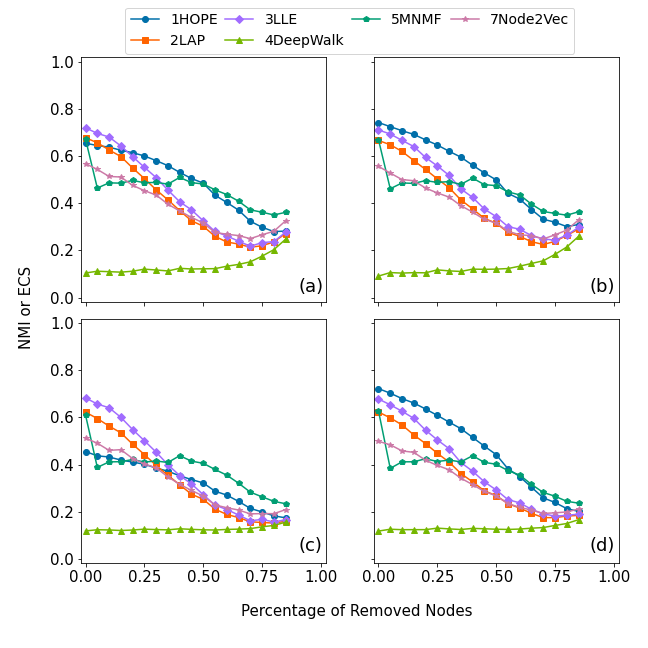 1HOPE 3LLE 5MNMF 7Node2Vec
2LAP 4DeepWalk
1.0
0.8
0.6
0.4
0.2
0.0
(a)
(b)
1.0
0.8
0.6
0.4
0.2
0.0
(c)
(d)
0.00 0.25 0.50 0.75 1.00 0.00 0.25 0.50 0.75 1.00
NMI or ECS
Percentage of Removed Nodes